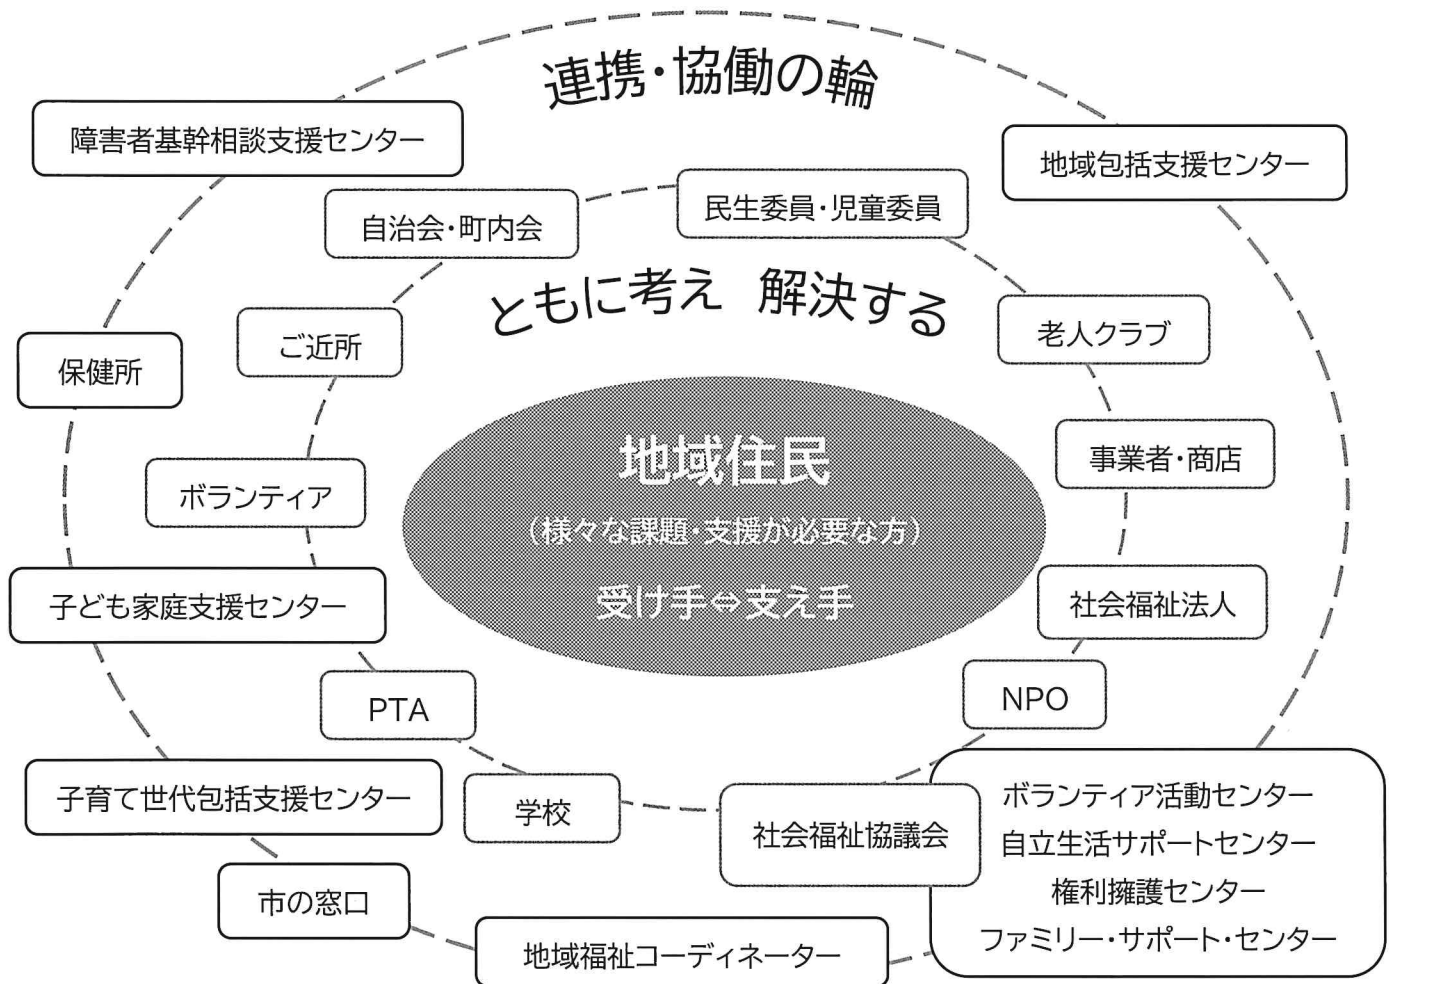 連携・協働の輪
障害者基幹相談支援センター
地域包括支援センター
自治会・町内会
民生委員・児童委員
ともに考え 解決する
ご近所
老人クラブ
保健所
地域住民
事業者・商店
ボランティア
（様々な課題・支援が必要な方）
子ども家庭支援センター
受け手⇔支え手
社会福祉法人
PTA
NPO
子育て世代包括支援センター
学校
社会福祉協議会
ボランティア活動センター
自立生活サポートセンター
権利擁護センター
ファミリー・サポート・センター
市の窓口
地域福祉コーディネーター